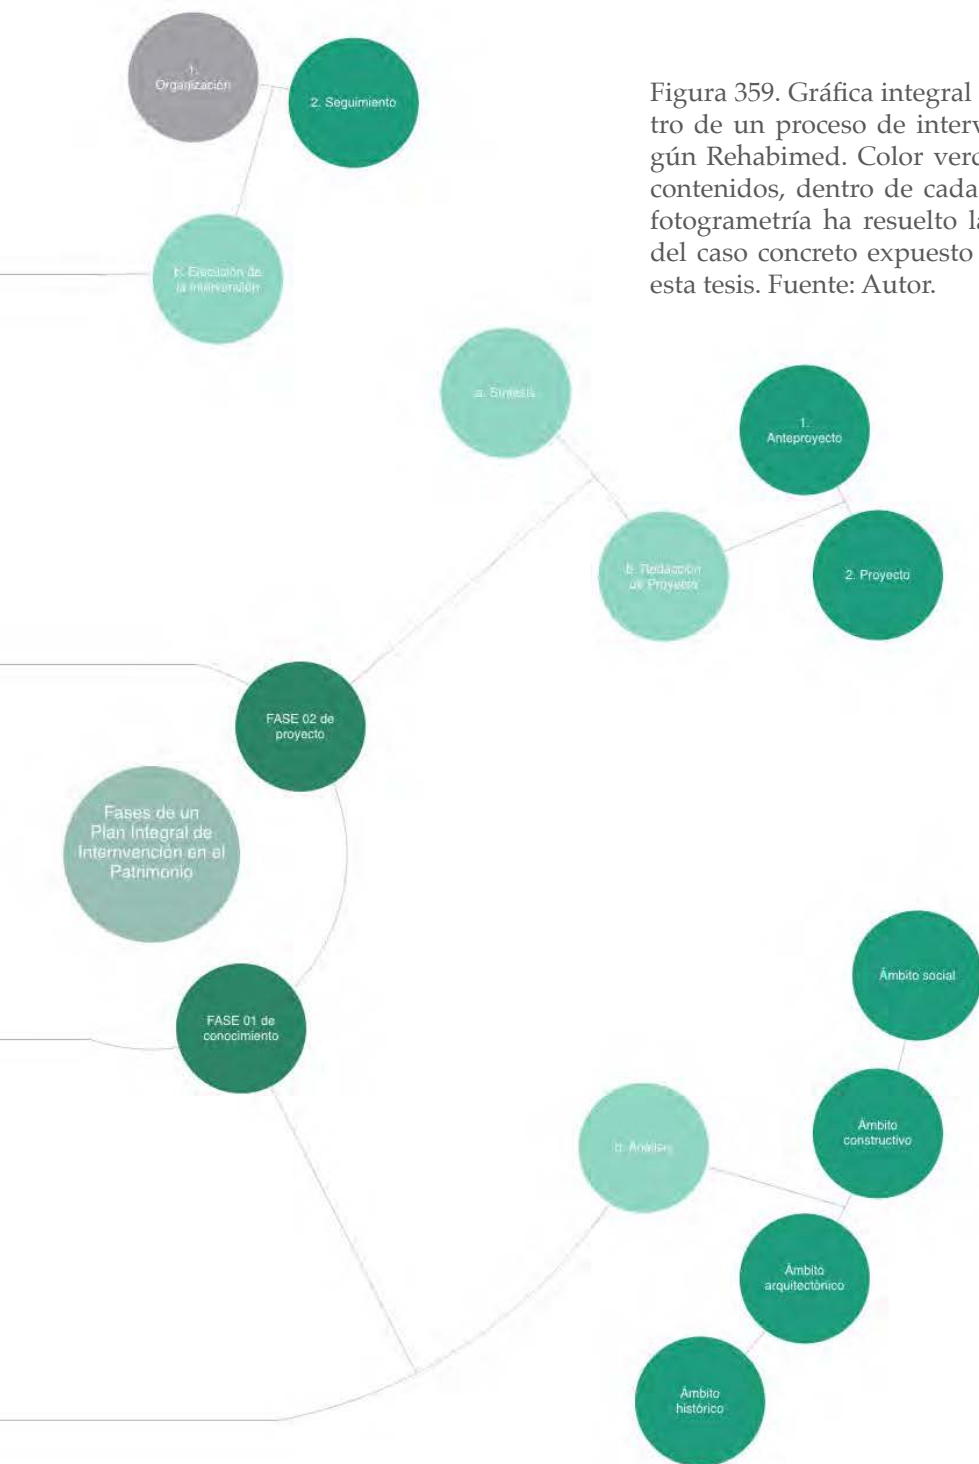 1.
Organización
2. Seguimiento
Figura 359. Gráfica integral
tro de un proceso de interv
gún Rehabimed. Color verd
contenidos, dentro de cada
fotogrametría ha resuelto l
del caso concreto expuesto
esta tesis. Fuente: Autor.
b. Ejecución de
la Intervención
a. Síntesis
1.
Anteproyecto
b. Redacción
de Proyecto
2. Proyecto
FASE 02 de
proyecto
Fases de un
Plan Integral de
Internvención en el
Patrimonio
Ámbito social
FASE 01 de
conocimiento
Ámbito
constructivo
b. Análisis
Ámbito
arquitectónico
Ámbito
histórico